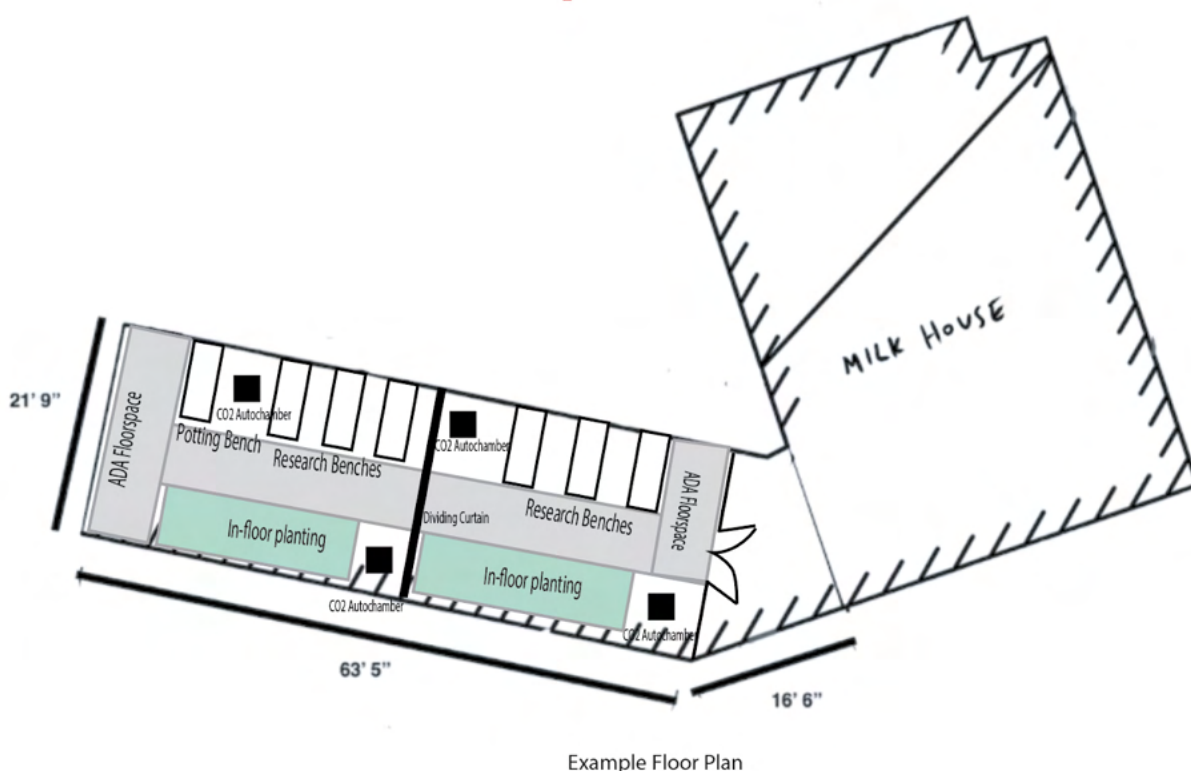 MILK HOUSE
21' 9"
ADA Floorspace
CO2 Autochamber
Potting Bench
Research Benches
CO2 Autochamber
In-floor planting
Dividing Curtain
Research Benches
ADA Floorspace
In-floor planting
CO2 Autochamber
CO2 Autochamber
63' 5"
16' 6"
Example Floor Plan